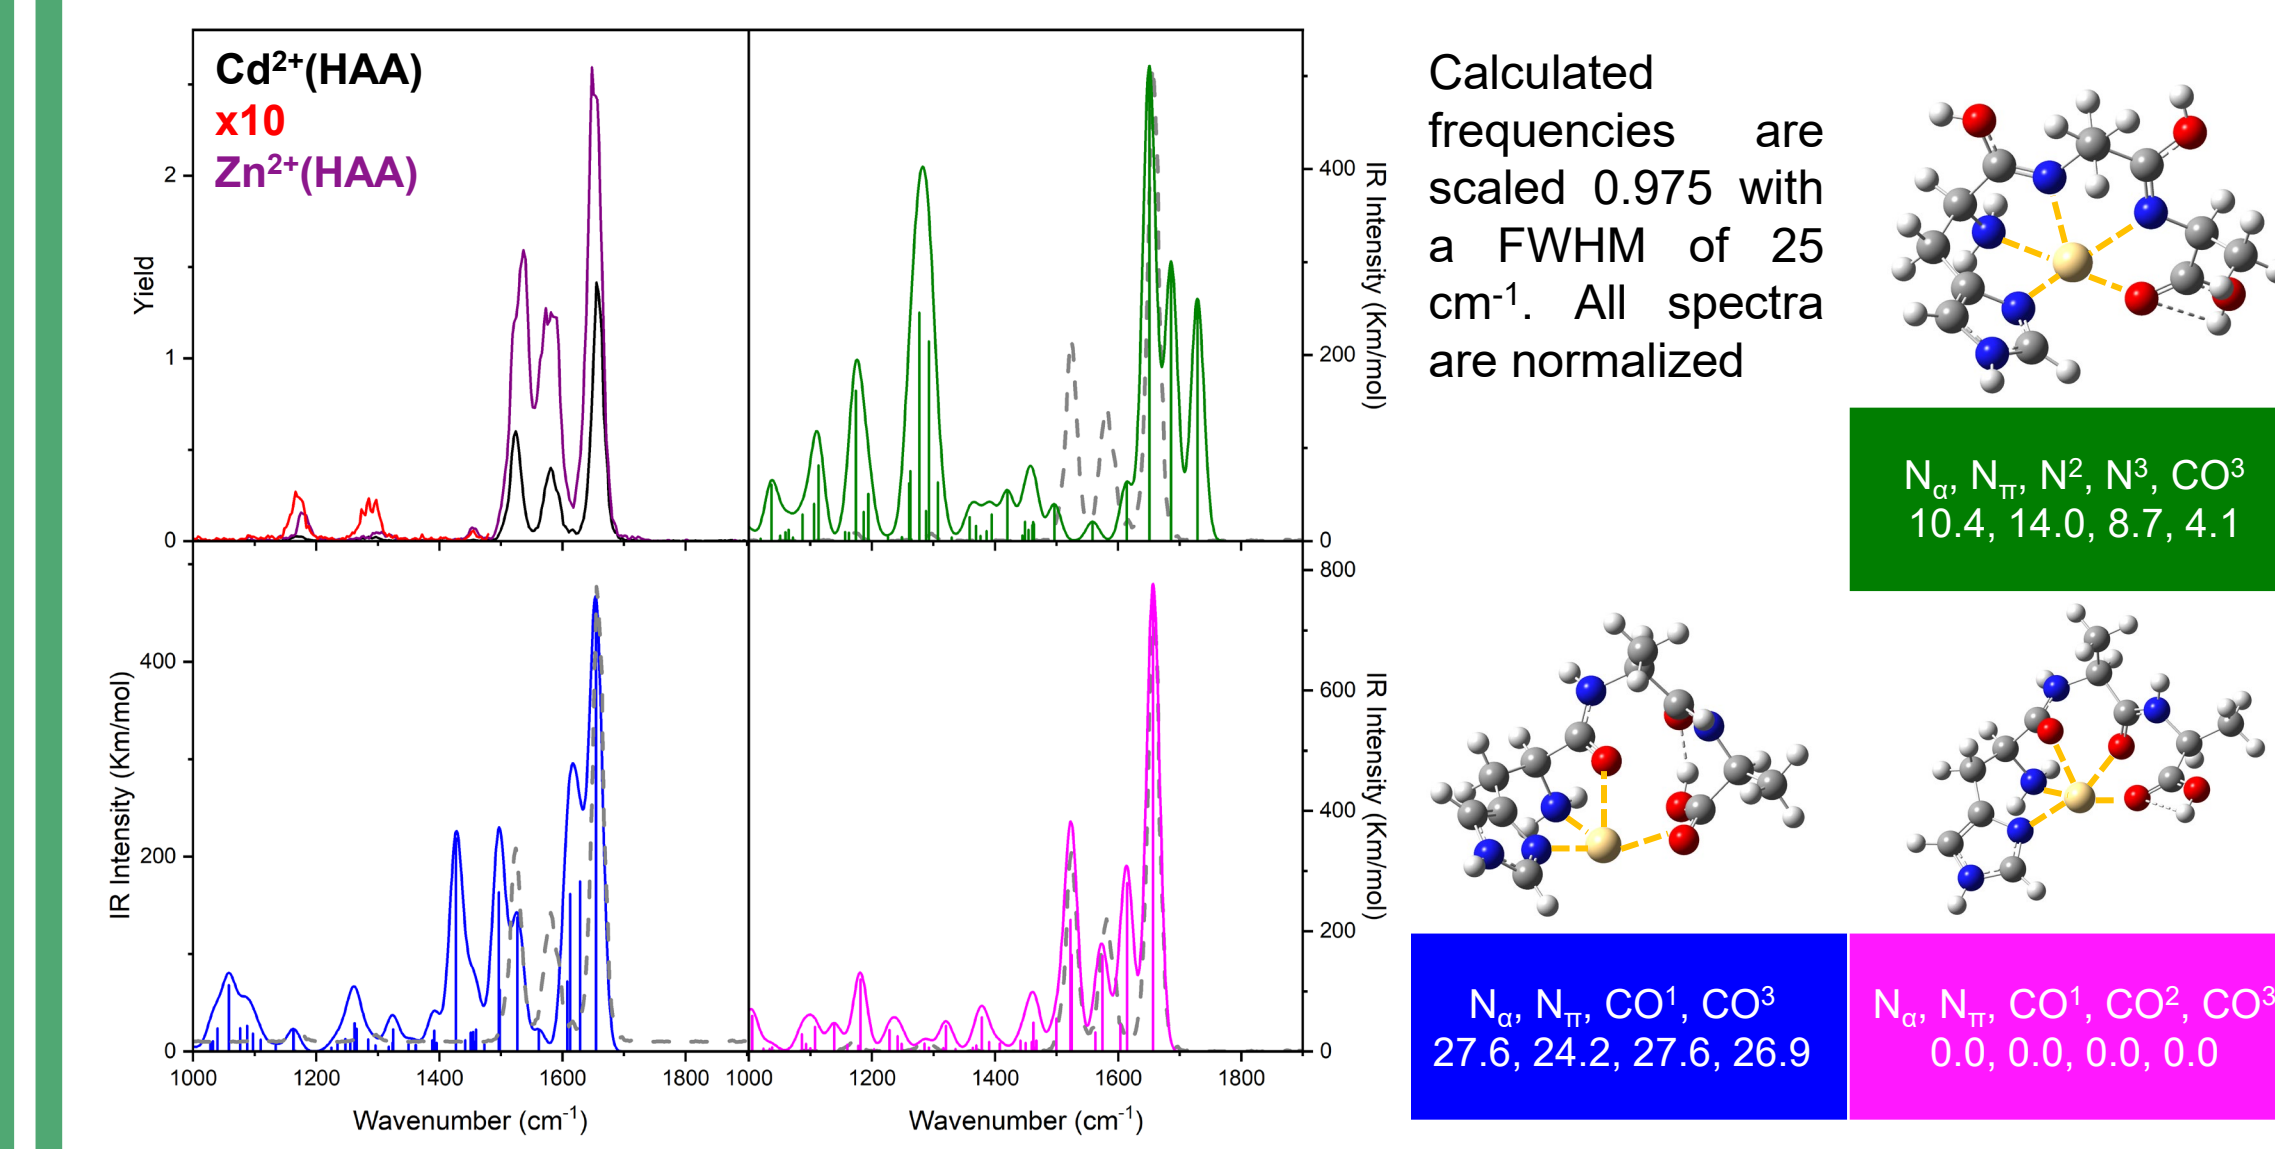 Cd²⁺(HAA)
x10
Zn²⁺(HAA)
2
1
0
Yield
400
200
0
IR Intensity (Km/mol)
400
200
0
IR Intensity (Km/mol)
800
600
400
200
0
IR Intensity (Km/mol)
1000 1200 1400 1600 1800
1000 1200 1400 1600 1800
Wavenumber (cm⁻¹)
Wavenumber (cm⁻¹)
Calculated
frequencies are
scaled 0.975 with
a FWHM of 25
cm⁻¹. All spectra
are normalized
Nα, Nπ, N², N³, CO³
10.4, 14.0, 8.7, 4.1
Nα, Nπ, CO¹, CO³
27.6, 24.2, 27.6, 26.9
Nα, Nπ, CO¹, CO², CO³
0.0, 0.0, 0.0, 0.0